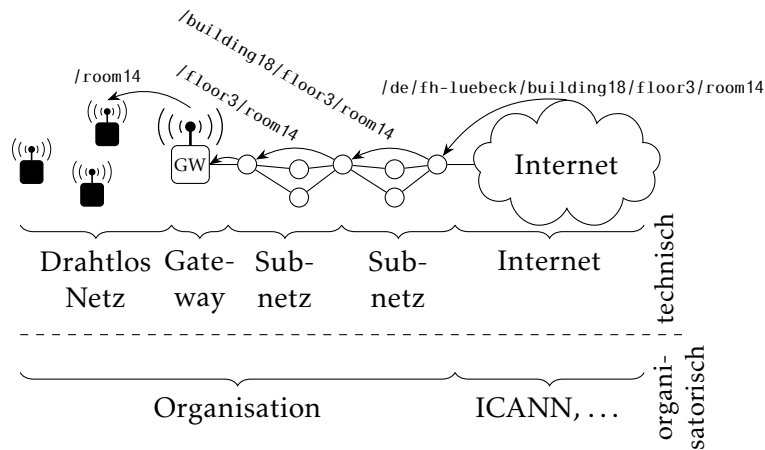 /building18/floor3/room14
/room14
/floor3/room14
/de/fh-luebeck/building18/floor3/room14
GW
Internet
Drahtlos
Netz
Gate-
way
Sub-
netz
Sub-
netz
Internet
technisch
Organisation
ICANN, ...
organi-
satorisch